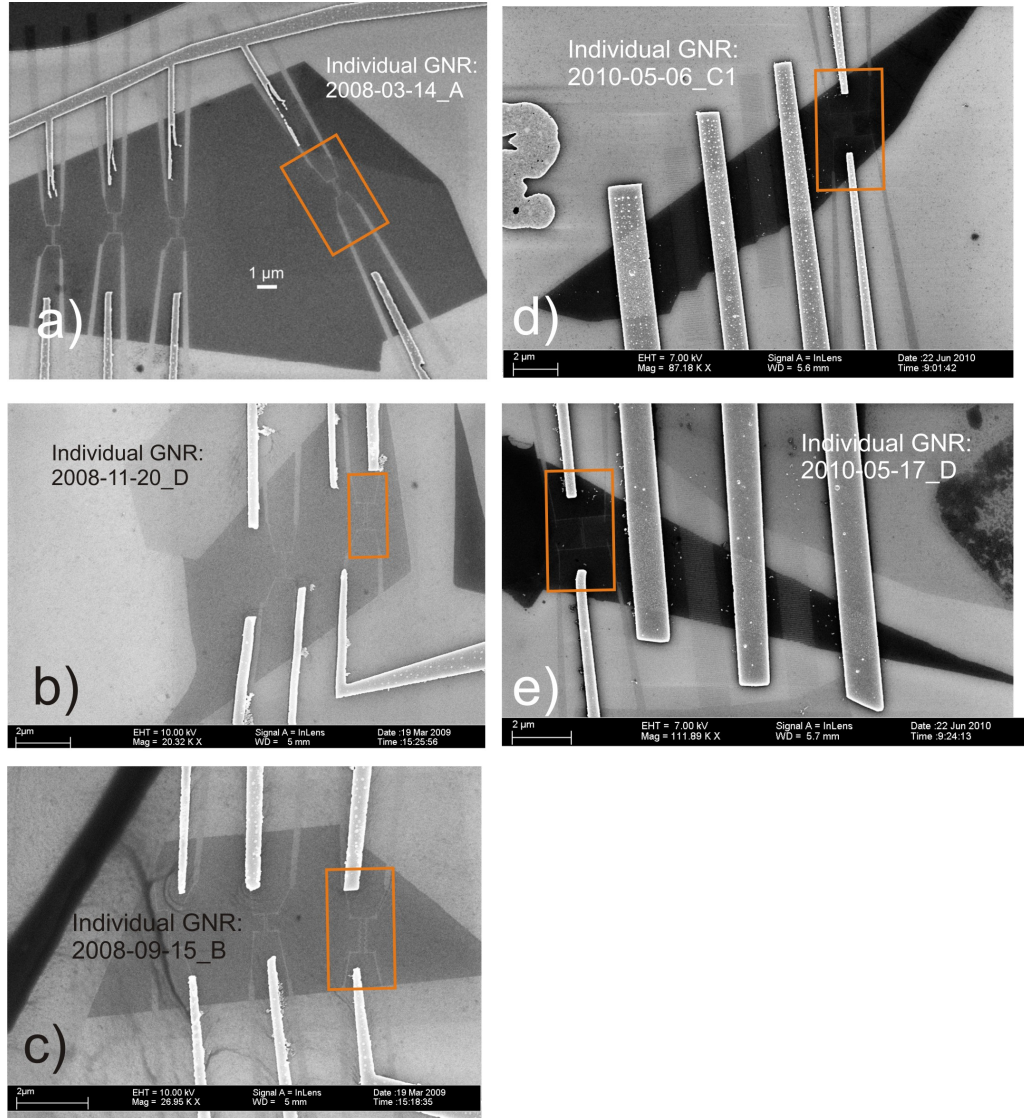 Individual GNR:
2008-03-14_A
1 µm
a)
Individual GNR:
2010-05-06_C1
d)
2 µm
EHT = 7.00 kV
Signal A = InLens
Date :22 Jun 2010
Mag = 87.18 K X
WD = 5.6 mm
Time :9:01:42
Individual GNR:
2008-11-20_D
b)
2µm
EHT = 10.00 kV
Signal A = InLens
Date :19 Mar 2009
Mag = 20.32 K X
WD = 5 mm
Time :15:25:56
Individual GNR:
2010-05-17_D
e)
2 µm
EHT = 7.00 kV
Signal A = InLens
Date :22 Jun 2010
Mag = 111.89 K X
WD = 5.7 mm
Time :9:24:13
Individual GNR:
2008-09-15_B
c)
2µm
EHT = 10.00 kV
Signal A = InLens
Date :19 Mar 2009
Mag = 26.95 K X
WD = 5 mm
Time :15:18:35